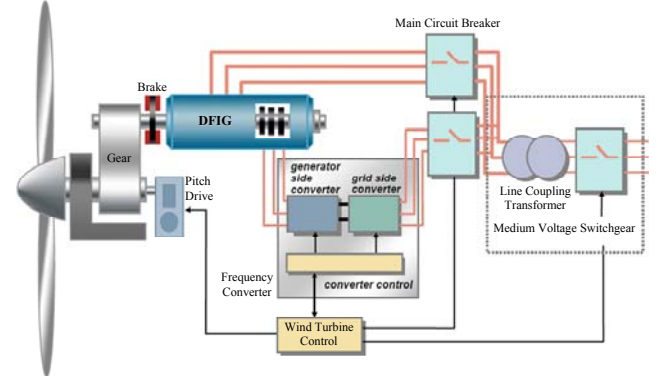 Main Circuit Breaker
Brake
DFIG
Gear
generator
side
converter
grid side
converter
Pitch
Drive
Line Coupling
Transformer
Medium Voltage Switchgear
Frequency
Converter
converter control
Wind Turbine
Control